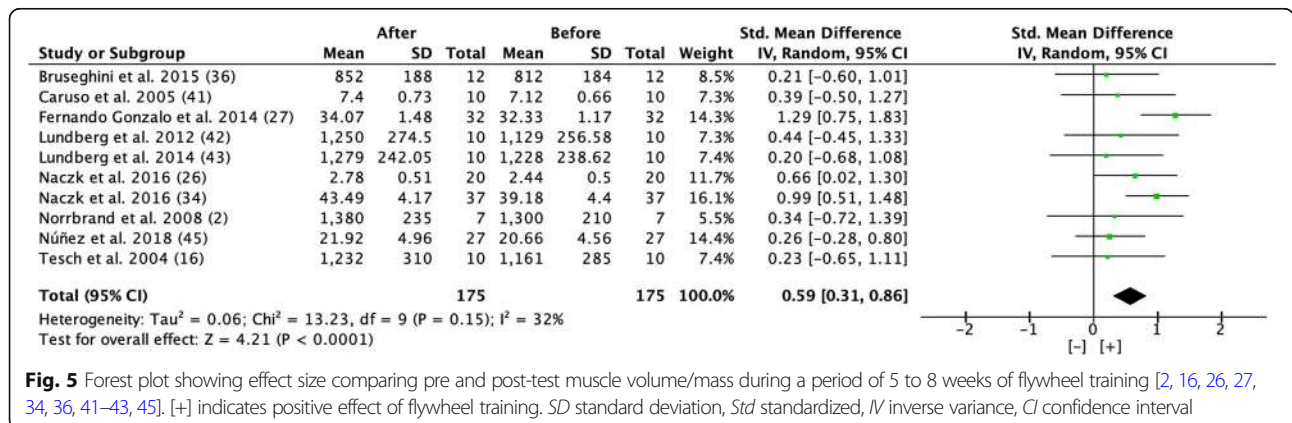 After Before Std. Mean Difference Std. Mean Difference
Study or Subgroup Mean SD Total Mean SD Total Weight IV, Random, 95% CI IV, Random, 95% CI
Bruseghini et al. 2015 (36) 852 188 12 812 184 12 8.5% 0.21 [-0.60, 1.01]
Caruso et al. 2005 (41) 7.4 0.73 10 7.12 0.66 10 7.3% 0.39 [-0.50, 1.27]
Fernando Gonzalo et al. 2014 (27) 34.07 1.48 32 32.33 1.17 32 14.3% 1.29 [0.75, 1.83]
Lundberg et al. 2012 (42) 1,250 274.5 10 1,129 256.58 10 7.3% 0.44 [-0.45, 1.33]
Lundberg et al. 2014 (43) 1,279 242.05 10 1,228 238.62 10 7.4% 0.20 [-0.68, 1.08]
Naczk et al. 2016 (26) 2.78 0.51 20 2.44 0.5 20 11.7% 0.66 [0.02, 1.30]
Naczk et al. 2016 (34) 43.49 4.17 37 39.18 4.4 37 16.1% 0.99 [0.51, 1.48]
Norrbrand et al. 2008 (2) 1,380 235 7 1,300 210 7 5.5% 0.34 [-0.72, 1.39]
Núñez et al. 2018 (45) 21.92 4.96 27 20.66 4.56 27 14.4% 0.26 [-0.28, 0.80]
Tesch et al. 2004 (16) 1,232 310 10 1,161 285 10 7.4% 0.23 [-0.65, 1.11]
Total (95% CI) 175 175 100.0% 0.59 [0.31, 0.86]
Heterogeneity: Tau² = 0.06; Chi² = 13.23, df = 9 (P = 0.15); I² = 32%
Test for overall effect: Z = 4.21 (P < 0.0001)
-2 -1 0 1 2
[-] [+]
Fig. 5 Forest plot showing effect size comparing pre and post-test muscle volume/mass during a period of 5 to 8 weeks of flywheel training [2, 16, 26, 27,
34, 36, 41–43, 45]. [+] indicates positive effect of flywheel training. SD standard deviation, Std standardized, IV inverse variance, CI confidence interval